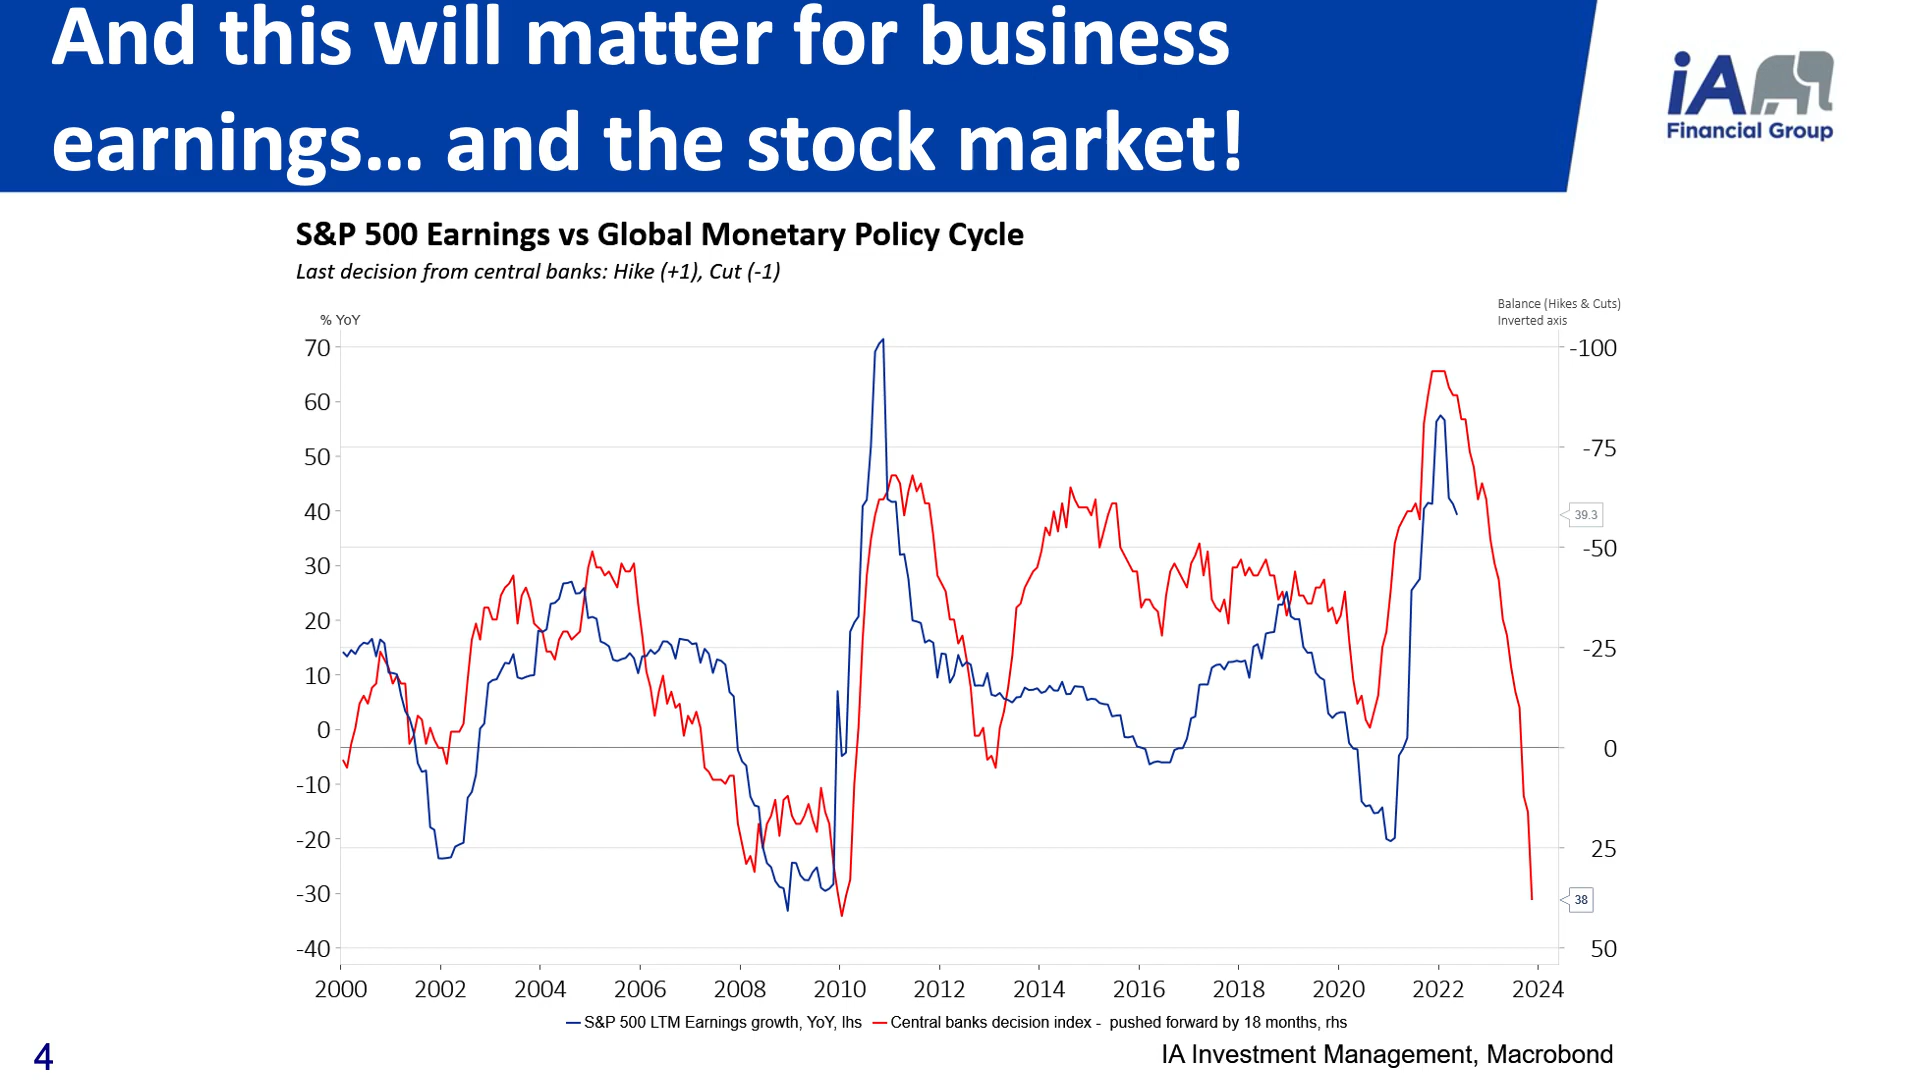 And this will matter for business
earnings... and the stock market!
iA
Financial Group
S&P 500 Earnings vs Global Monetary Policy Cycle
Last decision from central banks: Hike (+1), Cut (-1)
% YoY
Balance (Hikes & Cuts)
Inverted axis
70
60
50
40
30
20
10
0
-10
-20
-30
-40
-100
-75
39.3
-50
-25
0
25
38
50
2000 2002 2004 2006 2008 2010 2012 2014 2016 2018 2020 2022 2024
S&P 500 LTM Earnings growth, YoY, lhs Central banks decision index - pushed forward by 18 months, rhs
4
IA Investment Management, Macrobond